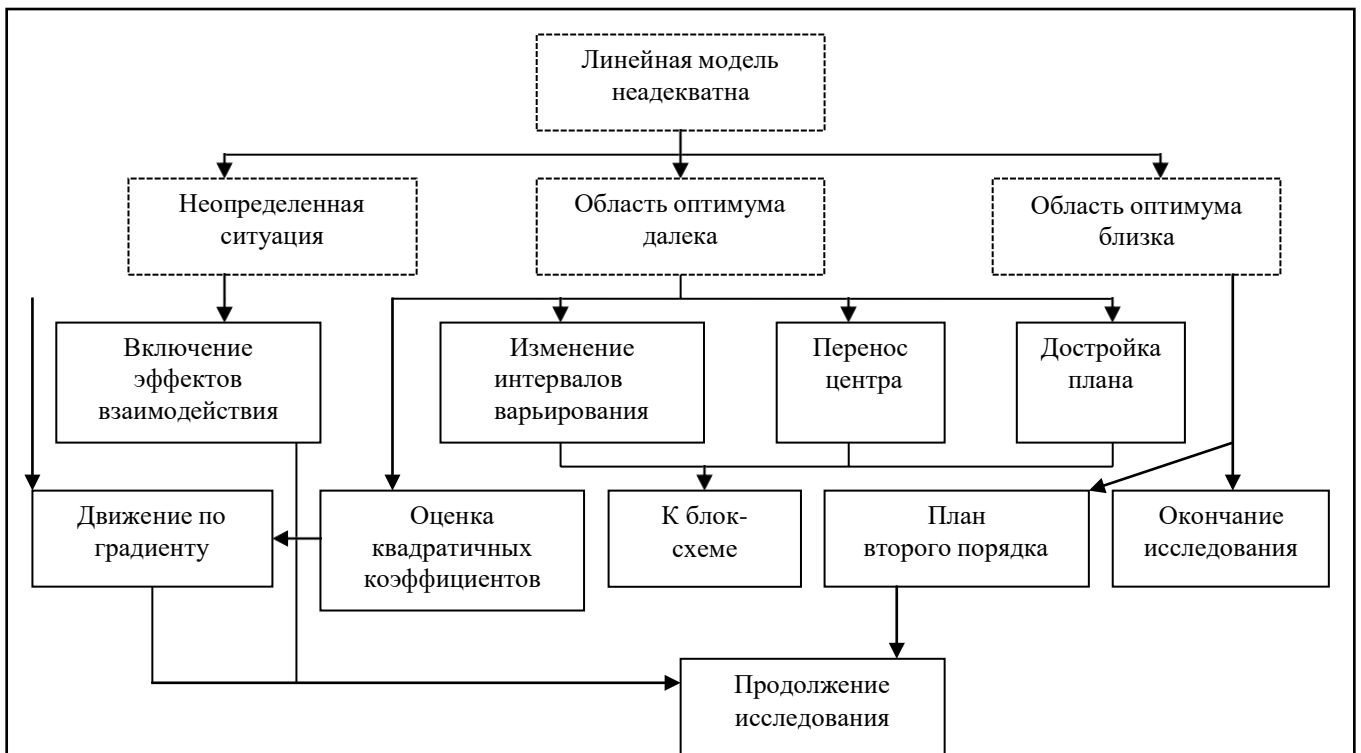 Линейная модель
неадекватна
Неопределенная
ситуация
Область оптимума
далека
Область оптимума
близка
Включение
эффектов
взаимодействия
Изменение
интервалов
варьирования
Перенос
центра
Достройка
плана
Движение по
градиенту
Оценка
квадратичных
коэффициентов
К блок-
схеме
План
второго порядка
Окончание
исследования
Продолжение
исследования